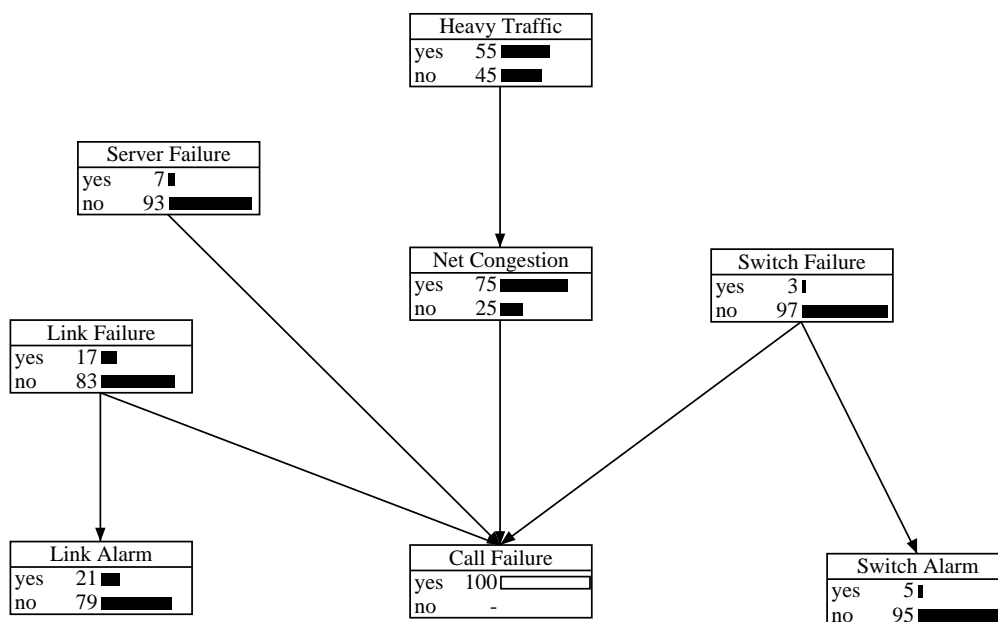 Heavy Traffic
yes 55
no 45
Server Failure
yes 7
no 93
Net Congestion
yes 75
no 25
Switch Failure
yes 3
no 97
Link Failure
yes 17
no 83
Link Alarm
yes 21
no 79
Call Failure
yes 100
no -
Switch Alarm
yes 5
no 95